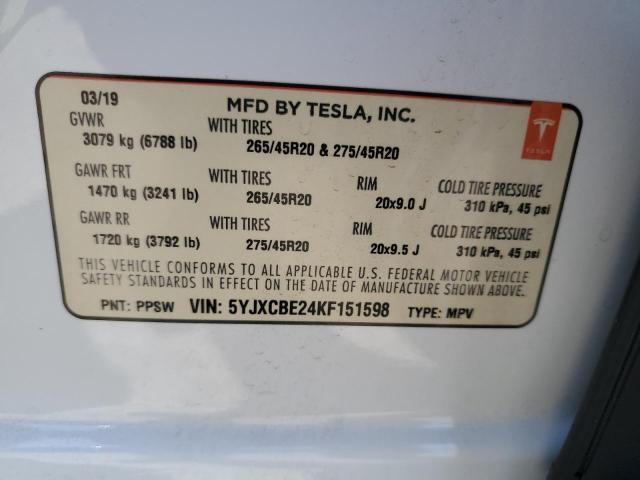 03/19
MFD BY TESLA, INC.
TESLA
GVWR
3079 kg (6788 lb)
WITH TIRES
265/45R20 & 275/45R20
GAWR FRT
1470 kg (3241 lb)
WITH TIRES
265/45R20
RIM
20x9.0 J
COLD TIRE PRESSURE
310 kPa, 45 psi
GAWR RR
1720 kg (3792 lb)
WITH TIRES
275/45R20
RIM
20x9.5 J
COLD TIRE PRESSURE
310 kPa, 45 psi
THIS VEHICLE CONFORMS TO ALL APPLICABLE U.S. FEDERAL MOTOR VEHICLE
SAFETY STANDARDS IN EFFECT ON THE DATE OF MANUFACTURE SHOWN ABOVE.
PNT: PPSW VIN: 5YJXCBE24KF151598 TYPE: MPV